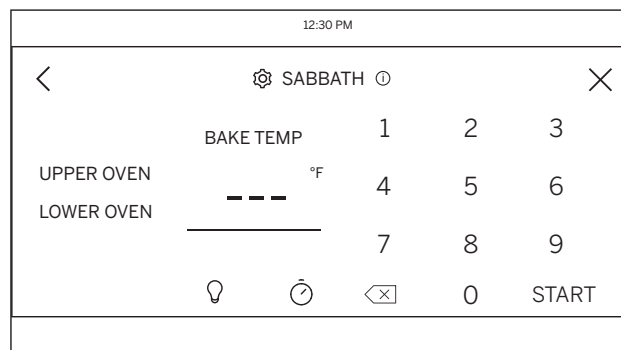 12:30 PM
SABBATH
BAKE TEMP
UPPER OVEN
LOWER OVEN
--- °F
1 2 3
4 5 6
7 8 9
0 START